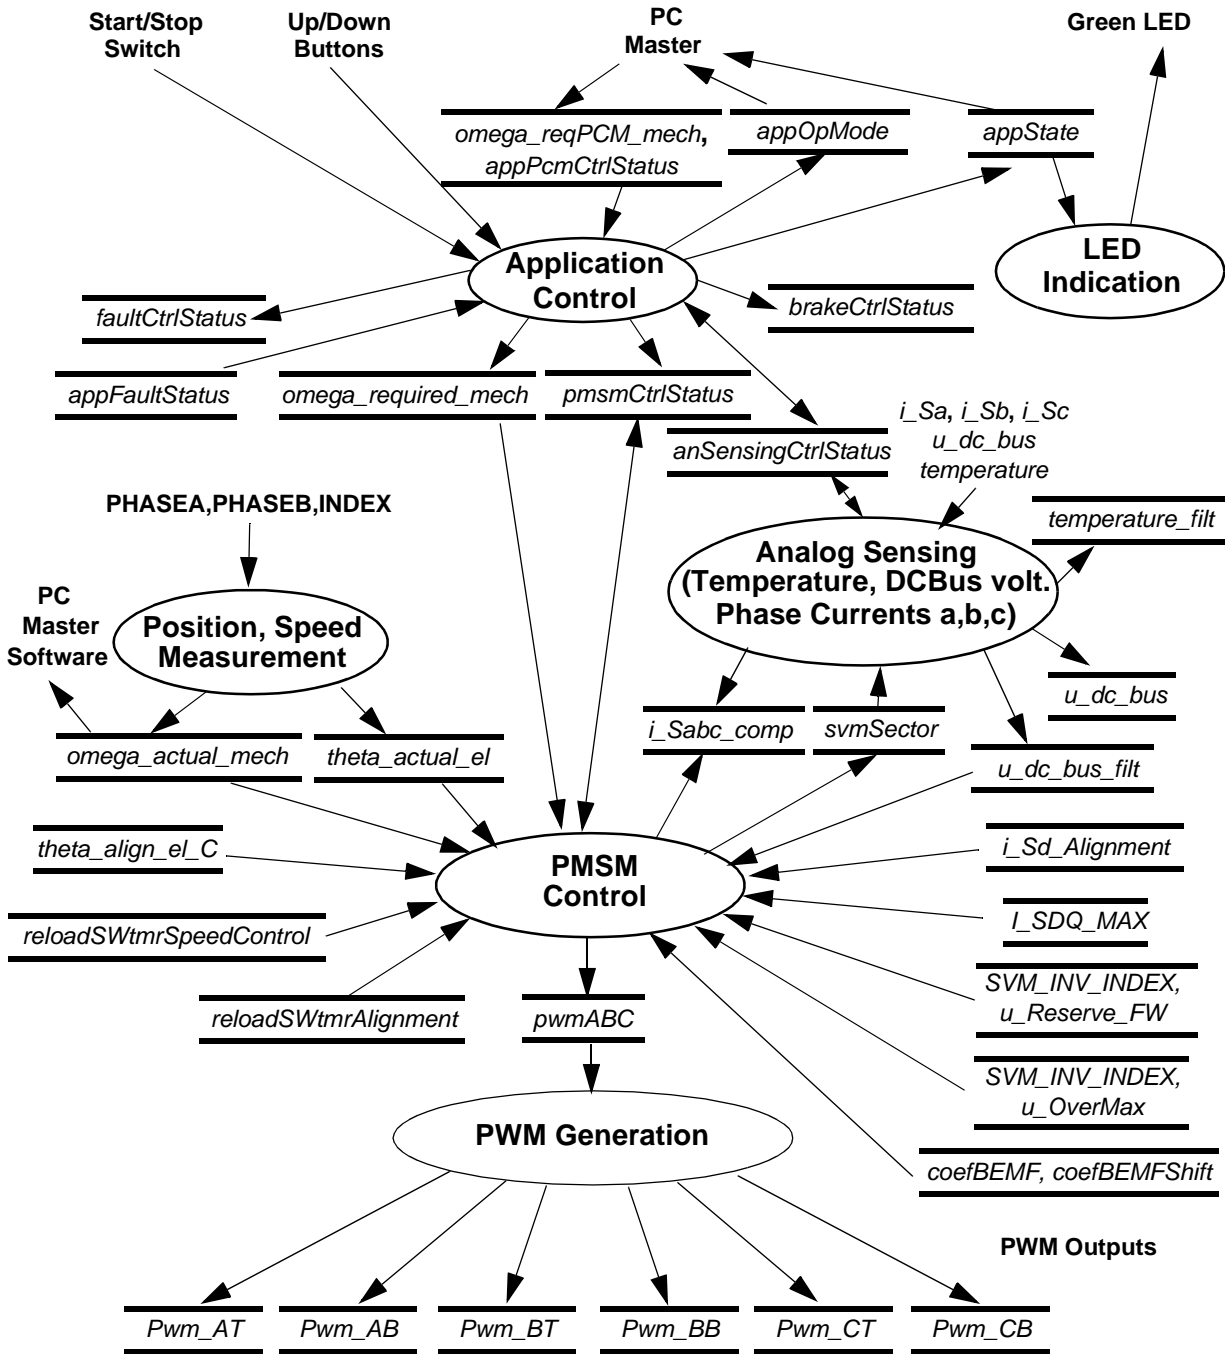 Start/Stop
Switch
Up/Down
Buttons
PC
Master
Green LED
omega_reqPCM_mech,
appPcmCtrlStatus
appOpMode
appState
Application
Control
LED
Indication
faultCtrlStatus
brakeCtrlStatus
appFaultStatus
omega_required_mech
pmsmCtrlStatus
anSensingCtrlStatus
i_Sa, i_Sb, i_Sc
u_dc_bus
temperature
PHASEA,PHASEB,INDEX
temperature_filt
Analog Sensing
(Temperature, DCBus volt.
Phase Currents a,b,c)
PC
Master
Software
Position, Speed
Measurement
u_dc_bus
omega_actual_mech
theta_actual_el
i_Sabc_comp
svmSector
u_dc_bus_filt
theta_align_el_C
PMSM
Control
i_Sd_Alignment
I_SDQ_MAX
reloadSWtmrSpeedControl
reloadSWtmrAlignment
pwmABC
SVM_INV_INDEX,
u_Reserve_FW
SVM_INV_INDEX,
u_OverMax
PWM Generation
coefBEMF, coefBEMFShift
PWM Outputs
Pwm_AT
Pwm_AB
Pwm_BT
Pwm_BB
Pwm_CT
Pwm_CB